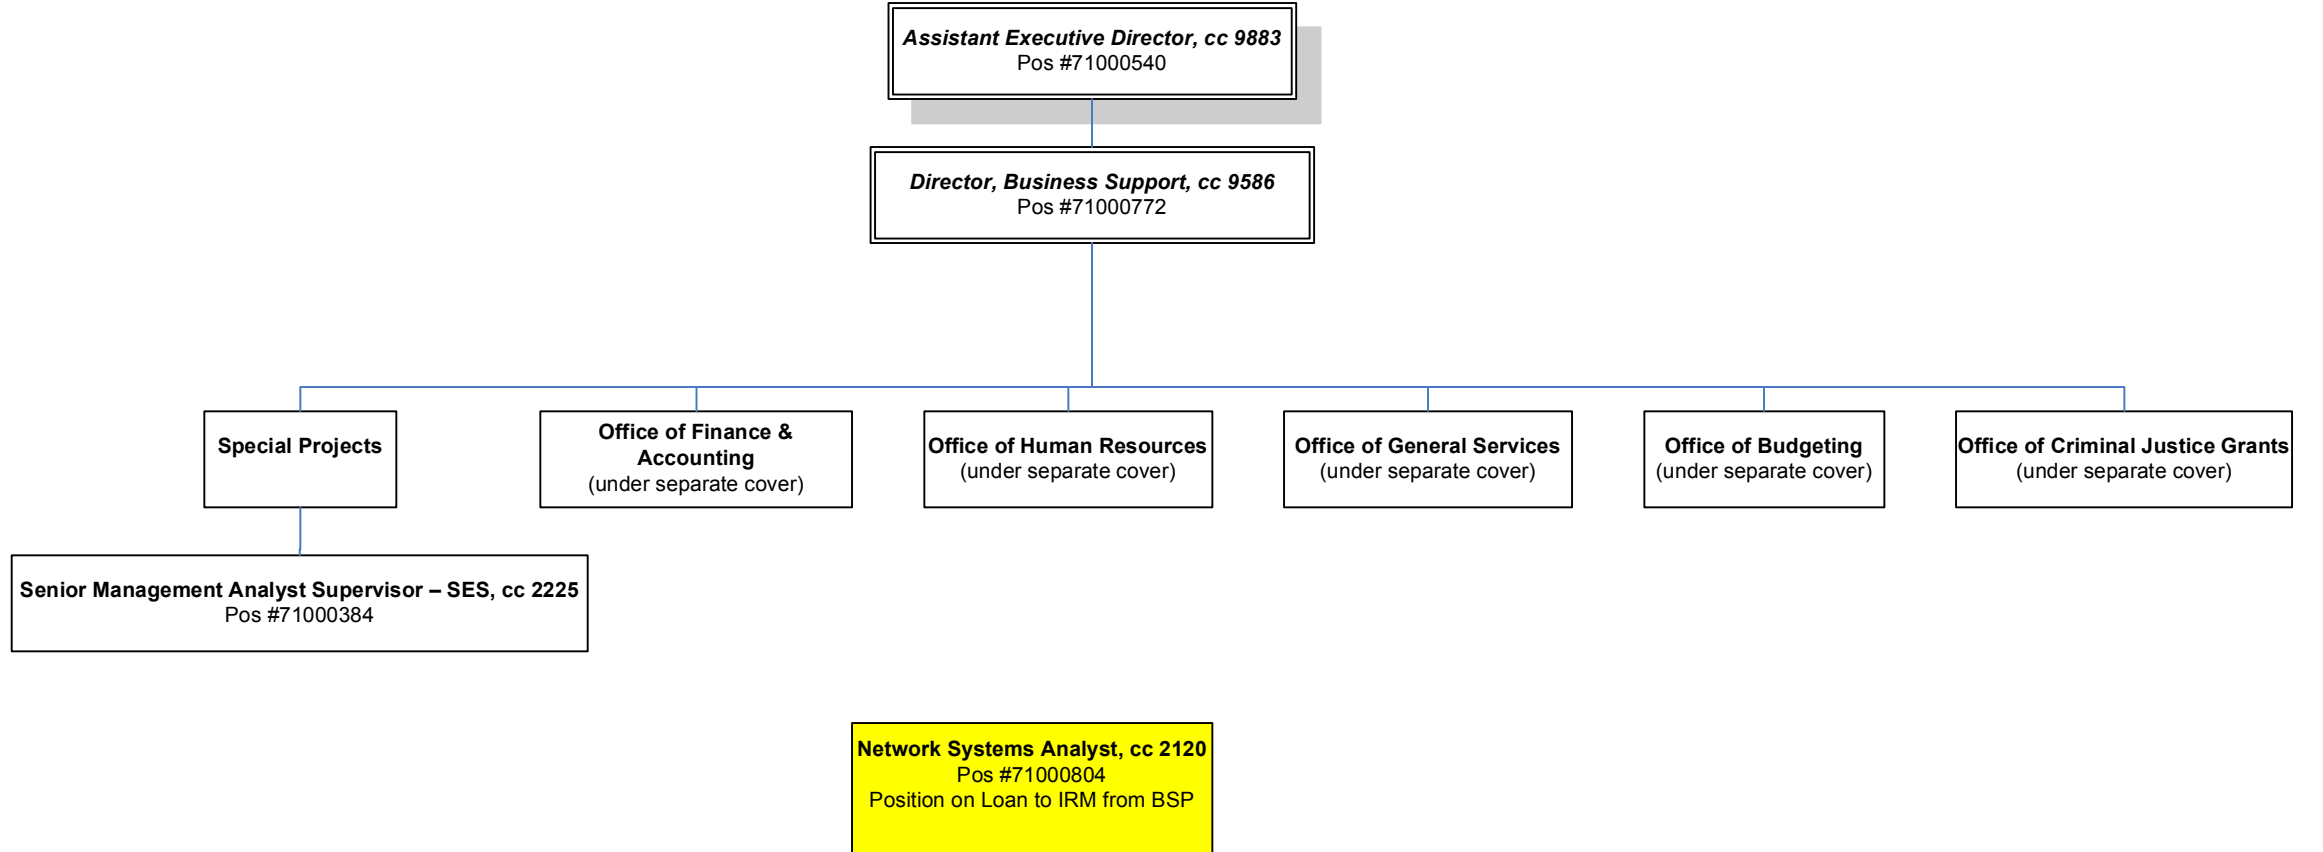 Assistant Executive Director, cc 9883
Pos #71000540
Director, Business Support, cc 9586
Pos #71000772
Special Projects
Office of Finance &
Accounting
(under separate cover)
Office of Human Resources
(under separate cover)
Office of General Services
(under separate cover)
Office of Budgeting
(under separate cover)
Office of Criminal Justice Grants
(under separate cover)
Senior Management Analyst Supervisor – SES, cc 2225
Pos #71000384
Network Systems Analyst, cc 2120
Pos #71000804
Position on Loan to IRM from BSP